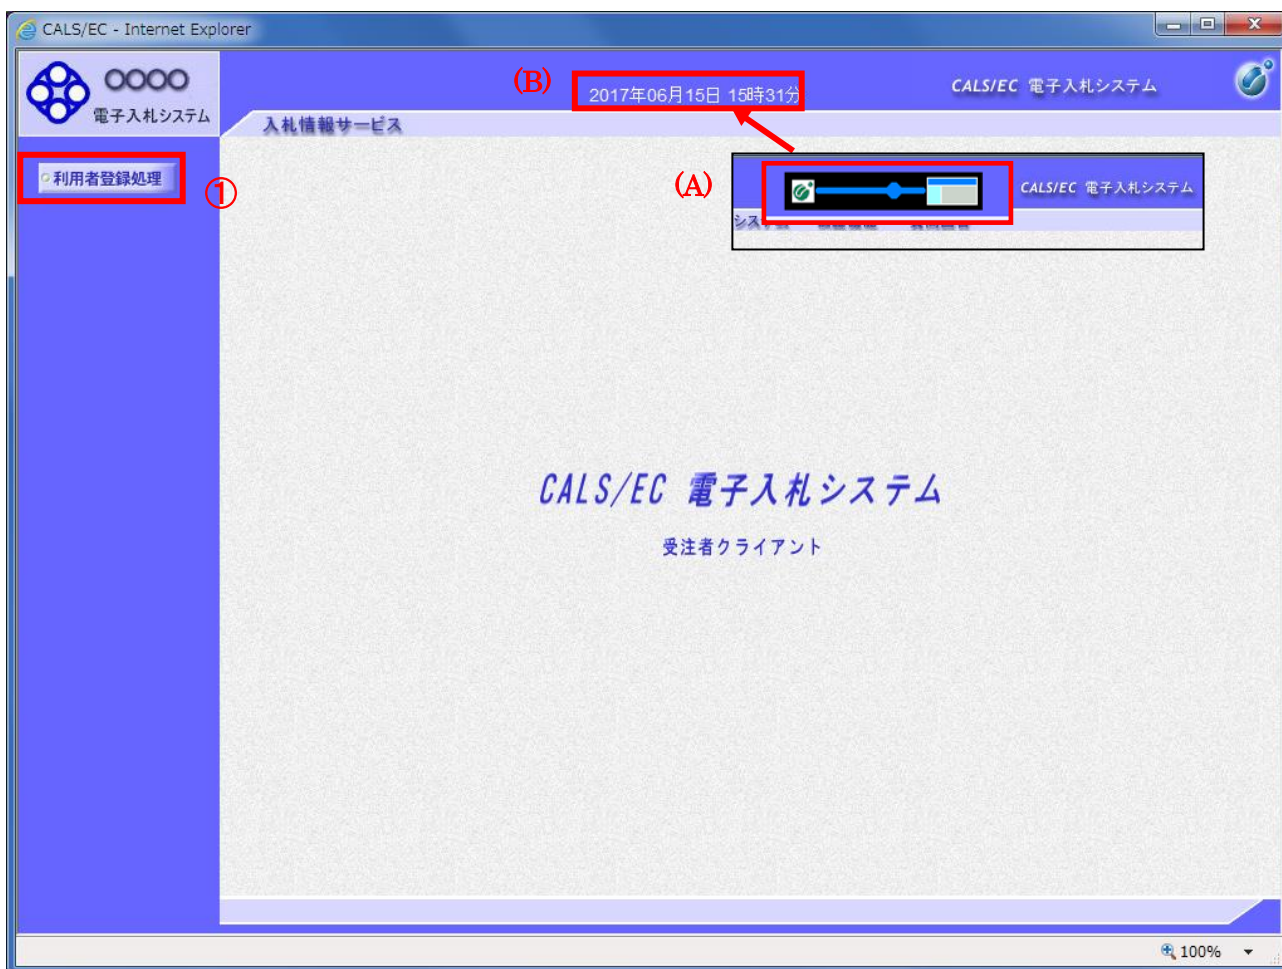 CALS/EC - Internet Explorer
○○○○
電子入札システム
(B)
2017年06月15日 15時31分
CALS/EC 電子入札システム
入札情報サービス
利用者登録処理
①
(A)
CALS/EC 電子入札システム
CALS/EC 電子入札システム
受注者クライアント
100%